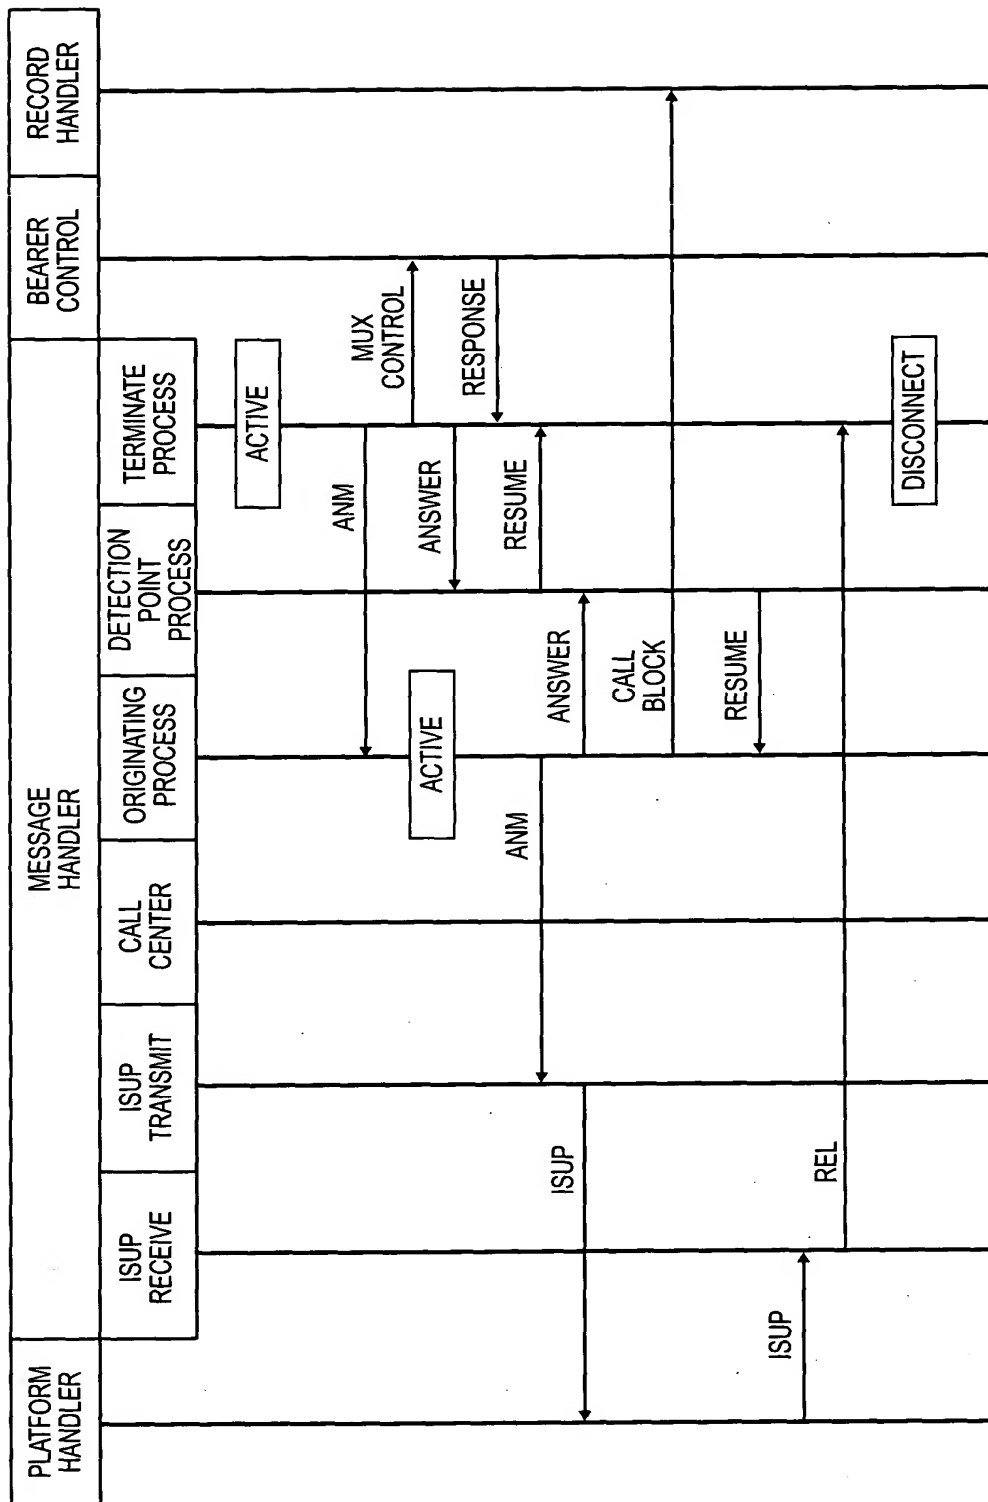 PLATFORM
HANDLER
MESSAGE
HANDLER
BEARER
CONTROL
RECORD
HANDLER
ISUP
RECEIVE
ISUP
TRANSMIT
CALL
CENTER
ORIGINATING
PROCESS
DETECTION
POINT
PROCESS
TERMINATE
PROCESS
ACTIVE
ANM
MUX
CONTROL
ACTIVE
ANSWER
RESPONSE
ANM
RESUME
ISUP
ANSWER
CALL
BLOCK
RESUME
ISUP
REL
DISCONNECT